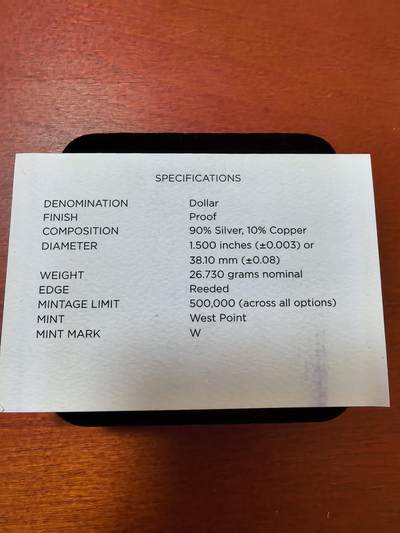 SPECIFICATIONS
DENOMINATION Dollar
FINISH Proof
COMPOSITION 90% Silver, 10% Copper
DIAMETER 1.500 inches (±0.003) or
38.10 mm (±0.08)
WEIGHT 26.730 grams nominal
EDGE Reeded
MINTAGE LIMIT 500,000 (across all options)
MINT West Point
MINT MARK W